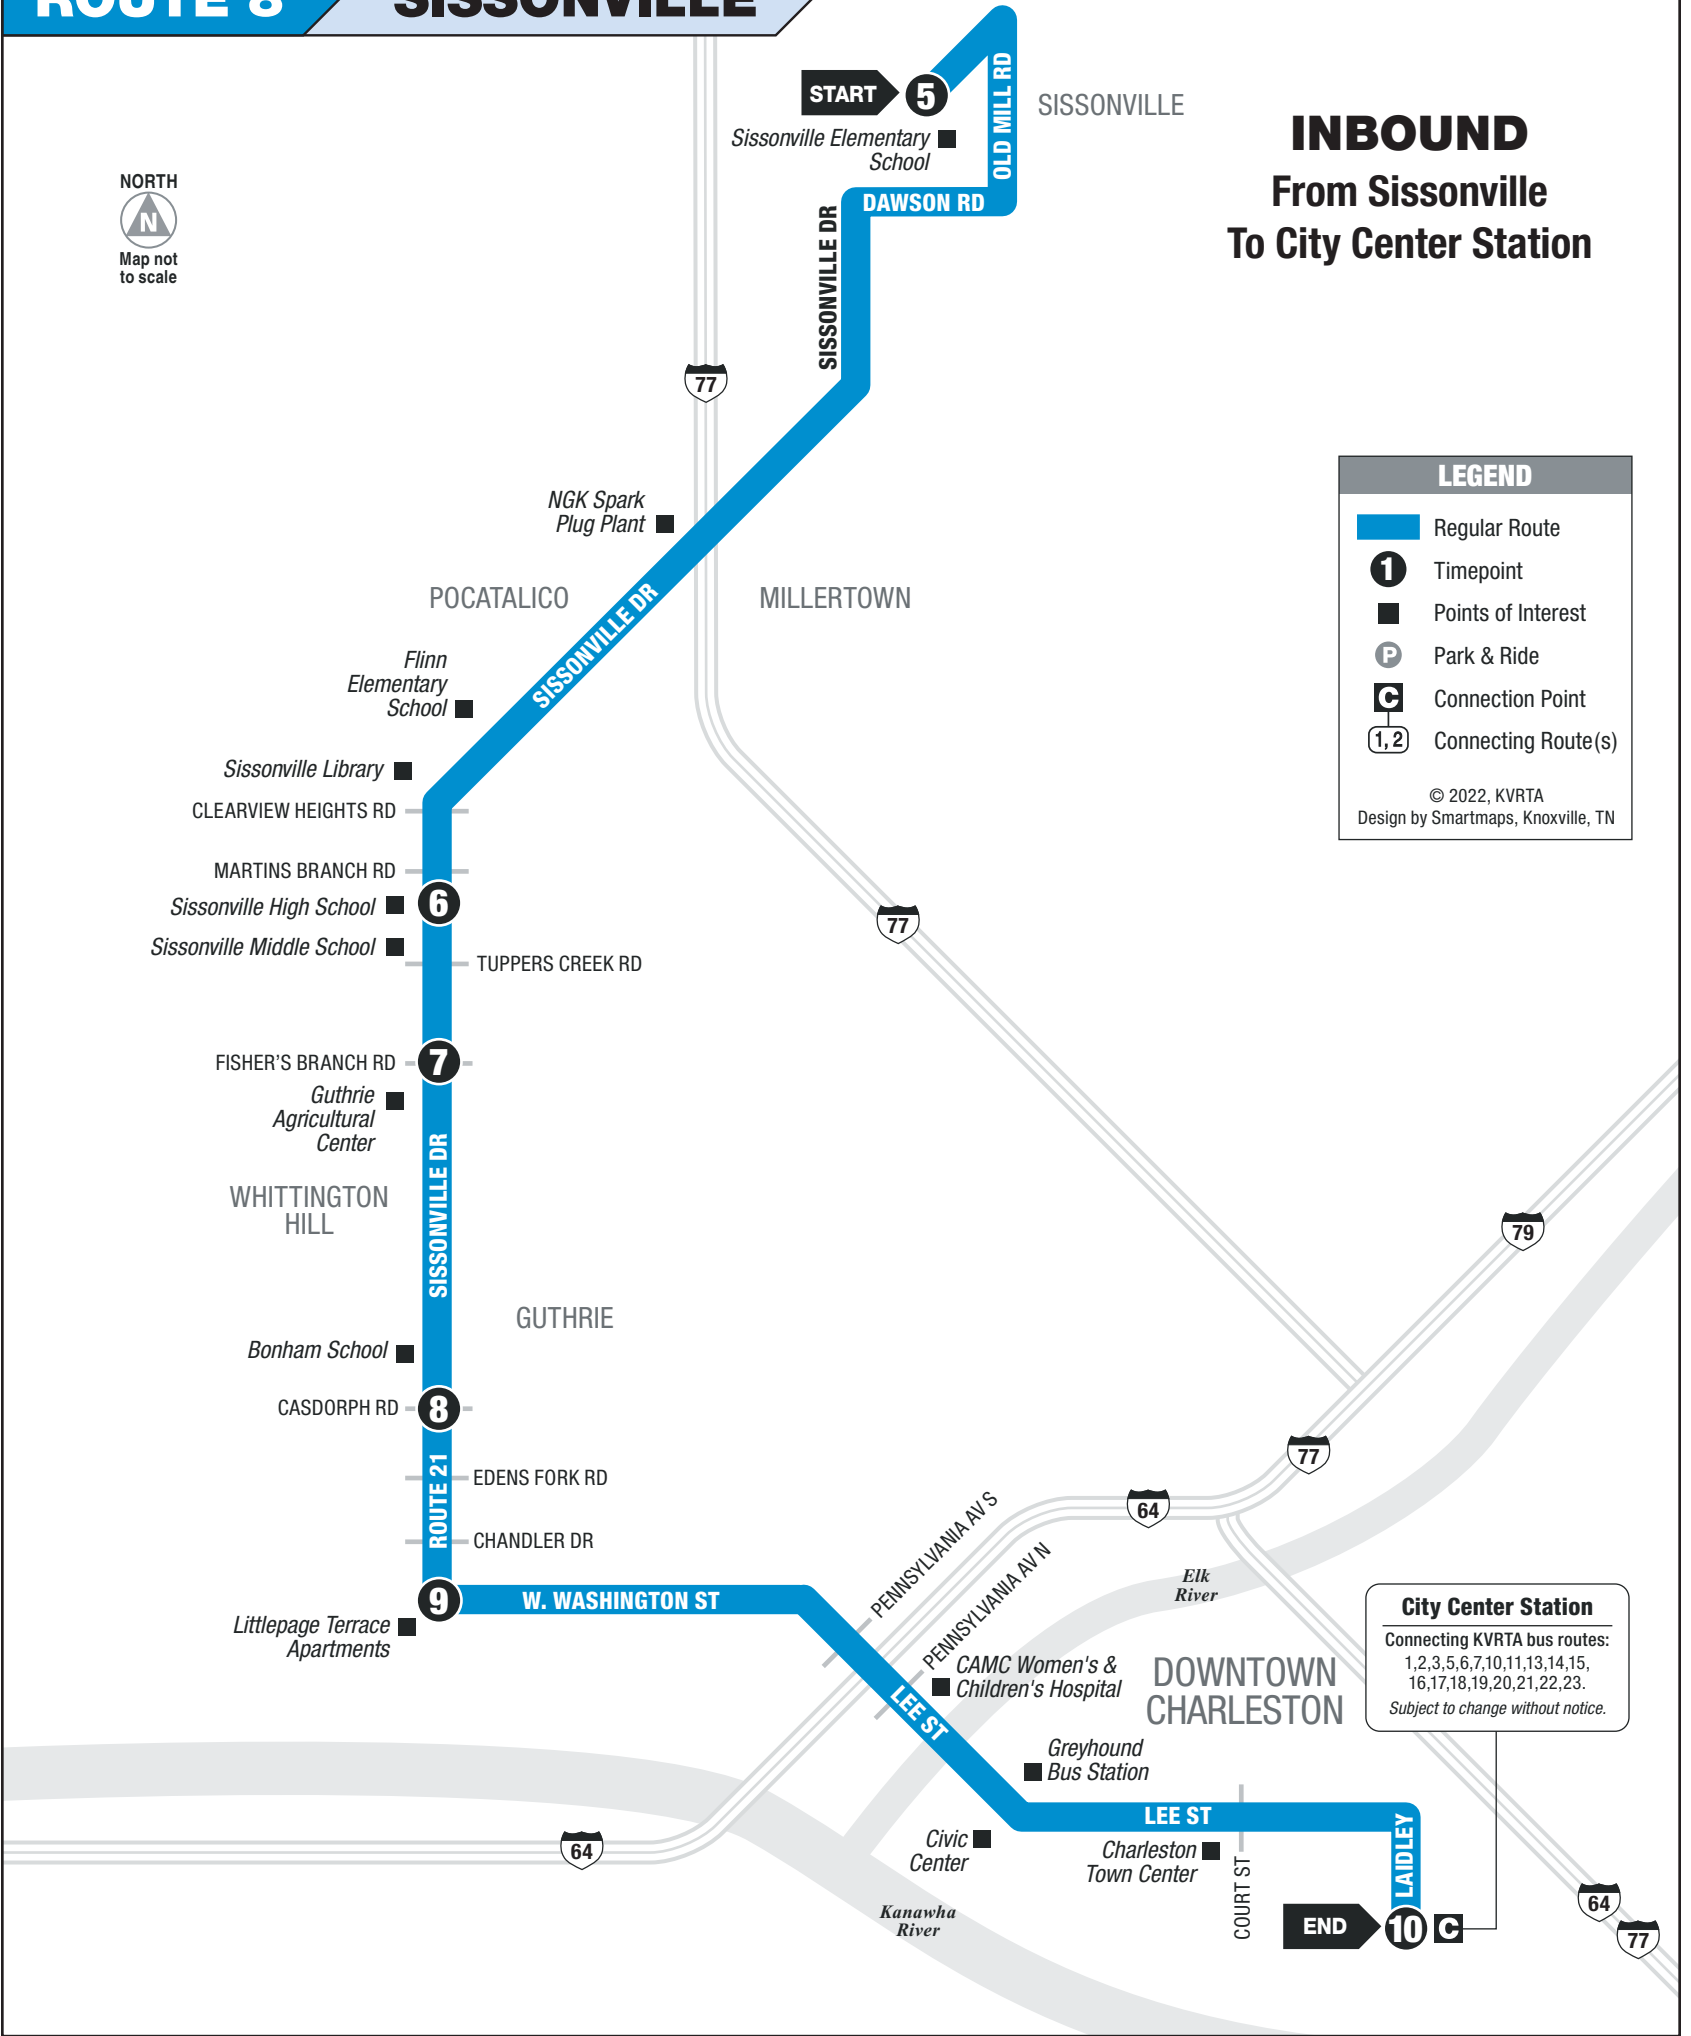 ROUTE 8
SISSONVILLE
START
5
OLD MILL RD
SISSONVILLE
Sissonville Elementary
School
INBOUND
From Sissonville
To City Center Station
NORTH
N
Map not
to scale
DAWSON RD
SISSONVILLE DR
77
NGK Spark
Plug Plant
POCATALICO
MILLERTOWN
SISSONVILLE DR
LEGEND
Regular Route
1
Timepoint
Points of Interest
P
Park & Ride
C
Connection Point
1, 2
Connecting Route(s)
© 2022, KVRTA
Design by Smartmaps, Knoxville, TN
Flinn
Elementary
School
Sissonville Library
CLEARVIEW HEIGHTS RD
MARTINS BRANCH RD
6
Sissonville High School
77
Sissonville Middle School
TUPPERS CREEK RD
FISHER'S BRANCH RD
7
Guthrie
Agricultural
Center
SISSONVILLE DR
WHITTINGTON
HILL
79
GUTHRIE
Bonham School
CASDORPH RD
8
77
ROUTE 21
EDENS FORK RD
64
CHANDLER DR
PENNSYLVANIA AV S
PENNSYLVANIA AV N
Elk
River
9
W. WASHINGTON ST
Littlepage Terrace
Apartments
City Center Station
Connecting KVRTA bus routes:
1,2,3,5,6,7,10,11,13,14,15,
16,17,18,19,20,21,22,23.
Subject to change without notice.
CAMC Women's &
Children's Hospital
DOWNTOWN
CHARLESTON
LEE ST
Greyhound
Bus Station
LEE ST
64
Civic
Center
Charleston
Town Center
COURT ST
LAIDLEY
Kanawha
River
END
10
C
64
77